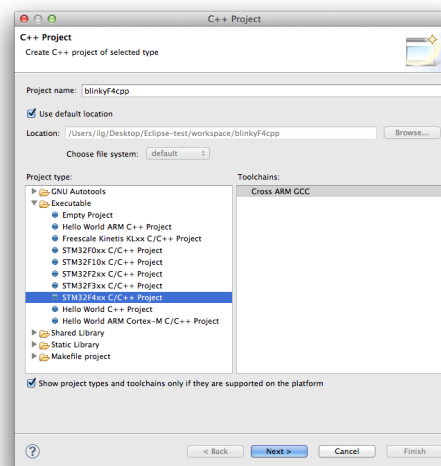 C++ Project
C++ Project
Create C++ project of selected type
Project name: blinkyF4cpp
Use default location
Location: /Users/ilg/Desktop/Eclipse-test/workspace/blinkyF4cpp Browse...
Choose file system: default
Project type: Toolchains:
GNU Autotools Cross ARM GCC
Executable
Empty Project
Hello World ARM C++ Project
Freescale Kinetis KLxx C/C++ Project
STM32F0xx C/C++ Project
STM32F10x C/C++ Project
STM32F2xx C/C++ Project
STM32F3xx C/C++ Project
STM32F4xx C/C++ Project
Hello World C++ Project
Hello World ARM Cortex-M C/C++ Project
Shared Library
Static Library
Makefile project
Show project types and toolchains only if they are supported on the platform
? < Back Next > Cancel Finish